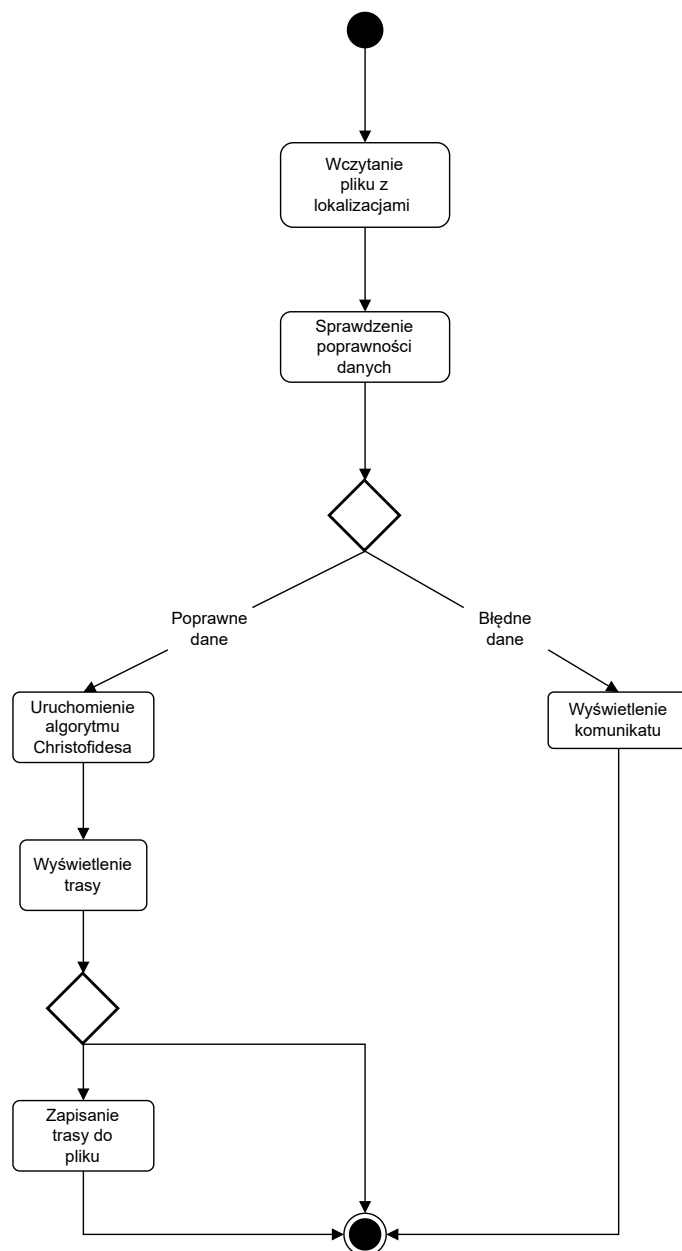 Wczytanie
pliku z
lokalizacjami
Sprawdzenie
poprawności
danych
Poprawne
dane
Błędne
dane
Uruchomienie
algorytmu
Christofidesa
Wyświetlenie
komunikatu
Wyświetlenie
trasy
Zapisanie
trasy do
pliku